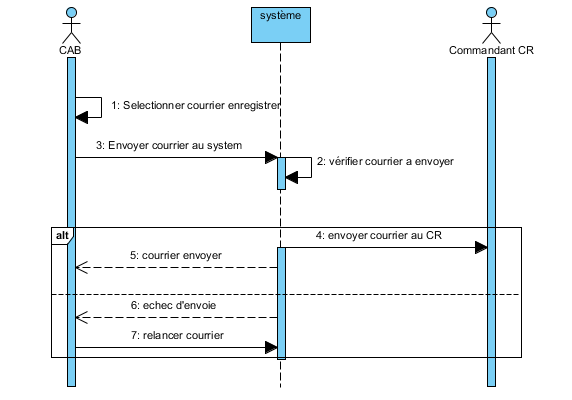 système
CAB
Commandant CR
1: Selectionner courrier enregistrer
3: Envoyer courrier au system
2: vérifier courrier a envoyer
alt
4: envoyer courrier au CR
5: courrier envoyer
6: echec d'envoie
7: relancer courrier